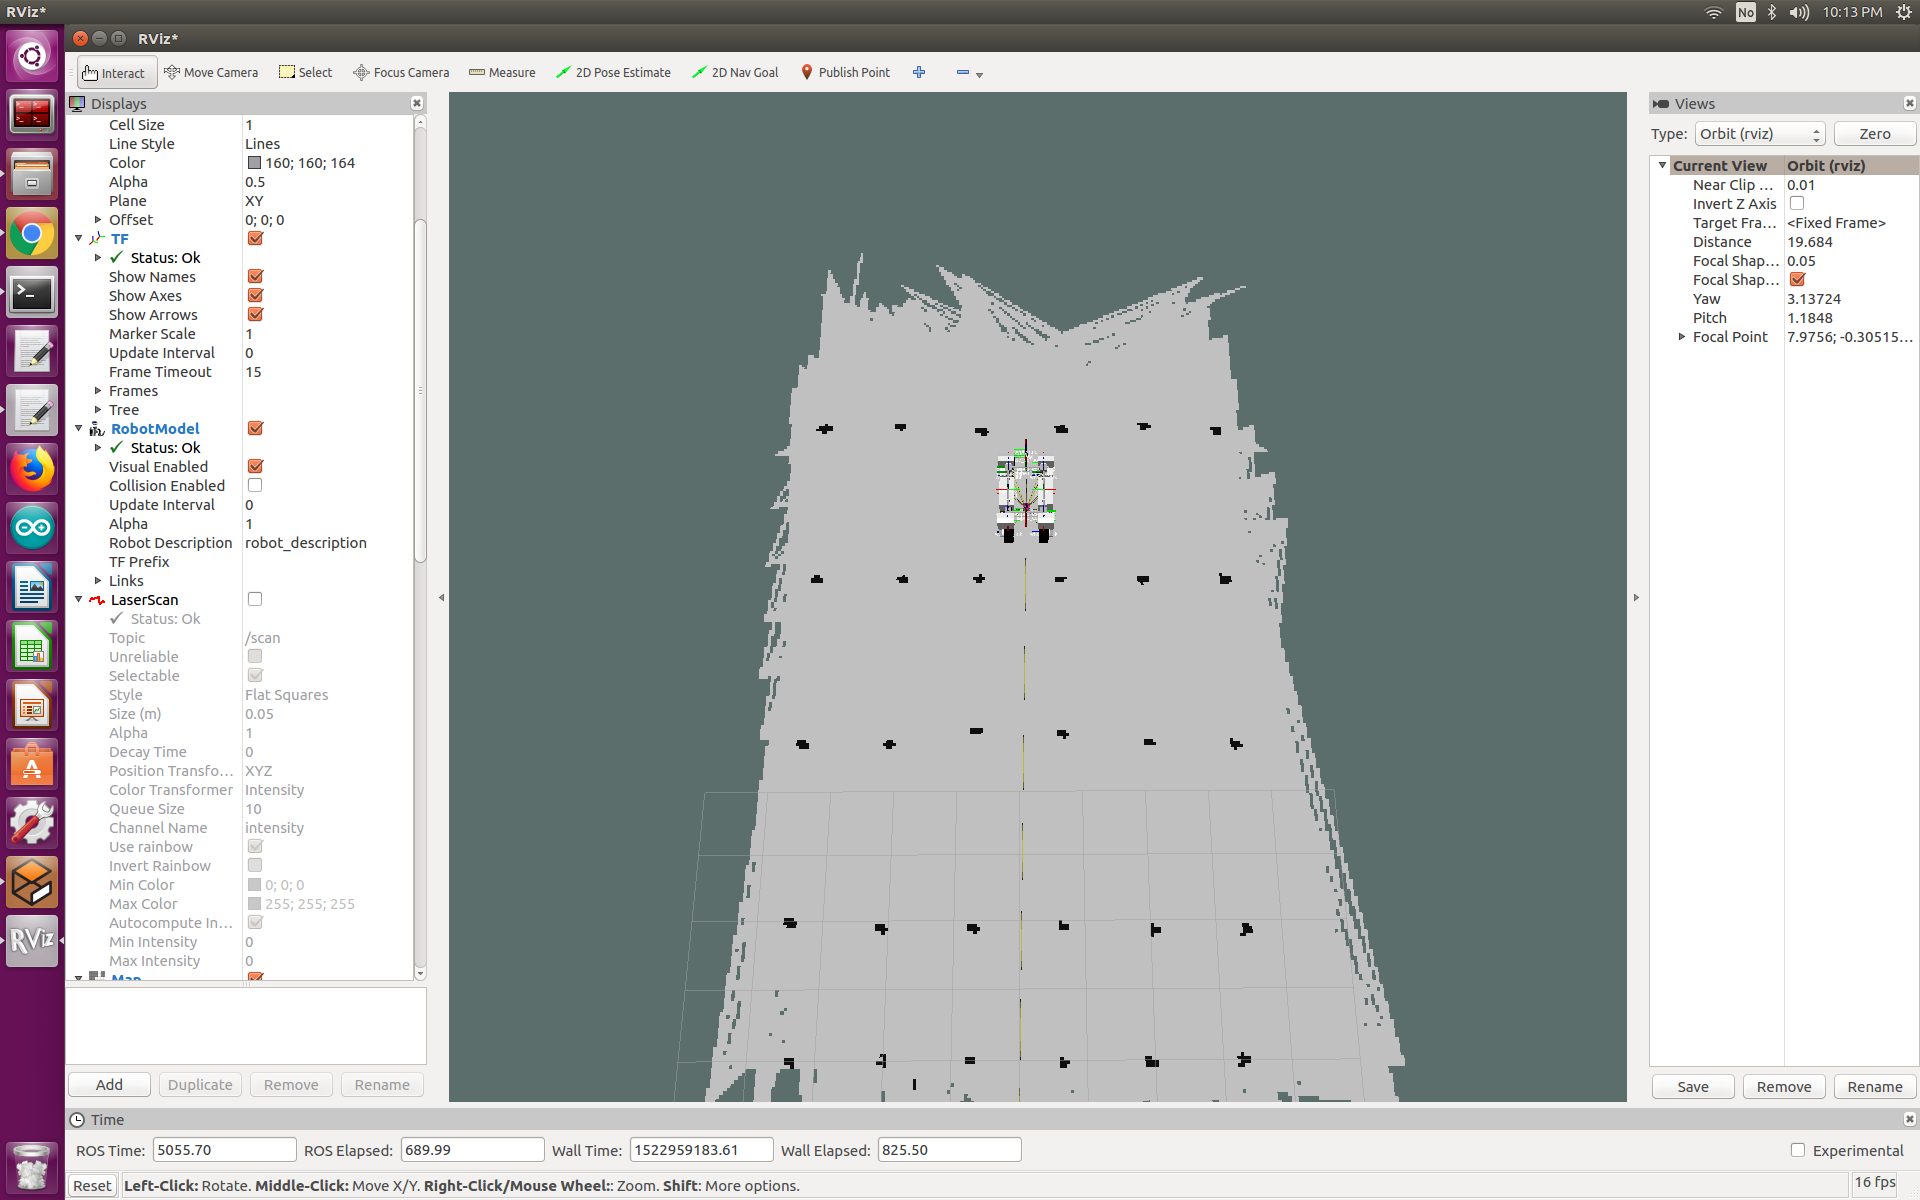 RViz*
No
10:13 PM
RViz*
Interact
Move Camera
Select
Focus Camera
Measure
2D Pose Estimate
2D Nav Goal
Publish Point
Displays
Cell Size 1
Line Style Lines
Color 160; 160; 164
Alpha 0.5
Plane XY
Offset 0; 0; 0
TF
Status: Ok
Show Names
Show Axes
Show Arrows
Marker Scale 1
Update Interval 0
Frame Timeout 15
Frames
Tree
RobotModel
Status: Ok
Visual Enabled
Collision Enabled
Update Interval 0
Alpha 1
Robot Description robot_description
TF Prefix
Links
LaserScan
Status: Ok
Topic /scan
Unreliable
Selectable
Style Flat Squares
Size (m) 0.05
Alpha 1
Decay Time 0
Position Transfo... XYZ
Color Transformer Intensity
Queue Size 10
Channel Name intensity
Use rainbow
Invert Rainbow
Min Color 0; 0; 0
Max Color 255; 255; 255
Autocompute In...
Min Intensity 0
Max Intensity 0
Map
Add
Duplicate
Remove
Rename
Views
Type: Orbit (rviz) Zero
Current View Orbit (rviz)
Near Clip ... 0.01
Invert Z Axis
Target Fra... <Fixed Frame>
Distance 19.684
Focal Shap... 0.05
Focal Shap...
Yaw 3.13724
Pitch 1.1848
Focal Point 7.9756; -0.30515...
Save
Remove
Rename
Time
ROS Time: 5055.70 ROS Elapsed: 689.99 Wall Time: 1522959183.61 Wall Elapsed: 825.50 Experimental
Reset Left-Click: Rotate. Middle-Click: Move X/Y. Right-Click/Mouse Wheel:: Zoom. Shift: More options. 16 fps
RViz